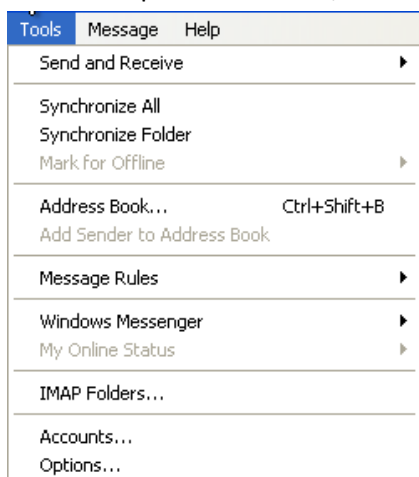 Tools Message Help
Send and Receive
Synchronize All
Synchronize Folder
Mark for Offline
Address Book... Ctrl+Shift+B
Add Sender to Address Book
Message Rules
Windows Messenger
My Online Status
IMAP Folders...
Accounts...
Options...